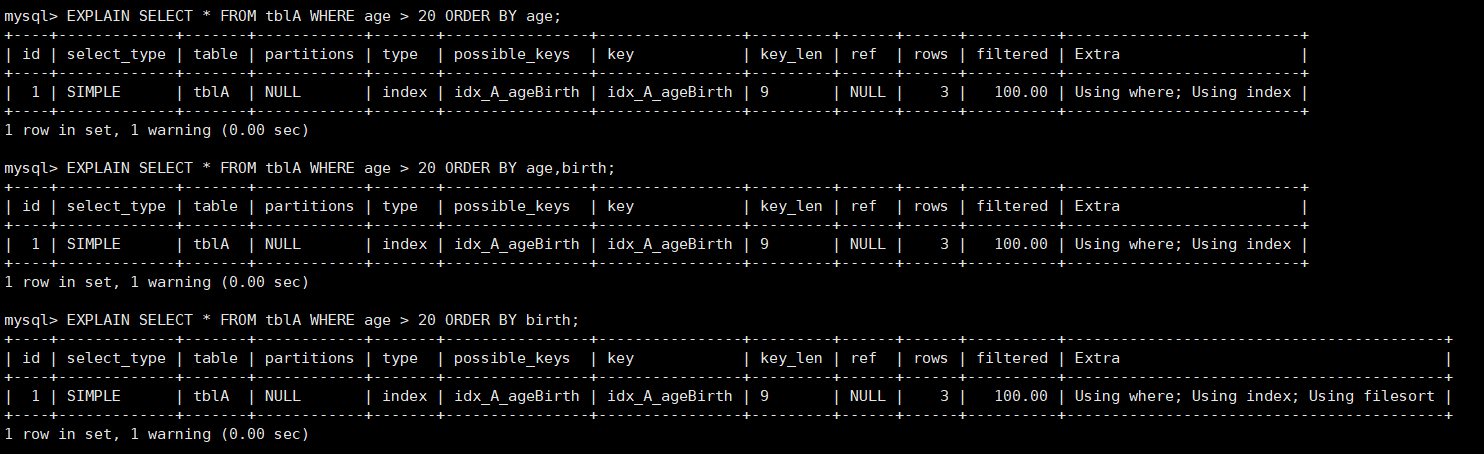 mysql> EXPLAIN SELECT * FROM tblA WHERE age > 20 ORDER BY age;
+----+-------------+-------+------------+-------+---------------+---------------+---------+------+------+----------+--------------------------+
| id | select_type | table | partitions | type  | possible_keys | key           | key_len | ref  | rows | filtered | Extra                    |
+----+-------------+-------+------------+-------+---------------+---------------+---------+------+------+----------+--------------------------+
|  1 | SIMPLE      | tblA  | NULL       | index | idx_A_ageBirth | idx_A_ageBirth | 9       | NULL |    3 |   100.00 | Using where; Using index |
+----+-------------+-------+------------+-------+---------------+---------------+---------+------+------+----------+--------------------------+
1 row in set, 1 warning (0.00 sec)

mysql> EXPLAIN SELECT * FROM tblA WHERE age > 20 ORDER BY age,birth;
+----+-------------+-------+------------+-------+---------------+---------------+---------+------+------+----------+--------------------------+
| id | select_type | table | partitions | type  | possible_keys | key           | key_len | ref  | rows | filtered | Extra                    |
+----+-------------+-------+------------+-------+---------------+---------------+---------+------+------+----------+--------------------------+
|  1 | SIMPLE      | tblA  | NULL       | index | idx_A_ageBirth | idx_A_ageBirth | 9       | NULL |    3 |   100.00 | Using where; Using index |
+----+-------------+-------+------------+-------+---------------+---------------+---------+------+------+----------+--------------------------+
1 row in set, 1 warning (0.00 sec)

mysql> EXPLAIN SELECT * FROM tblA WHERE age > 20 ORDER BY birth;
+----+-------------+-------+------------+-------+---------------+---------------+---------+------+------+----------+------------------------------------------+
| id | select_type | table | partitions | type  | possible_keys | key           | key_len | ref  | rows | filtered | Extra                                    |
+----+-------------+-------+------------+-------+---------------+---------------+---------+------+------+----------+------------------------------------------+
|  1 | SIMPLE      | tblA  | NULL       | index | idx_A_ageBirth | idx_A_ageBirth | 9       | NULL |    3 |   100.00 | Using where; Using index; Using filesort |
+----+-------------+-------+------------+-------+---------------+---------------+---------+------+------+----------+------------------------------------------+
1 row in set, 1 warning (0.00 sec)